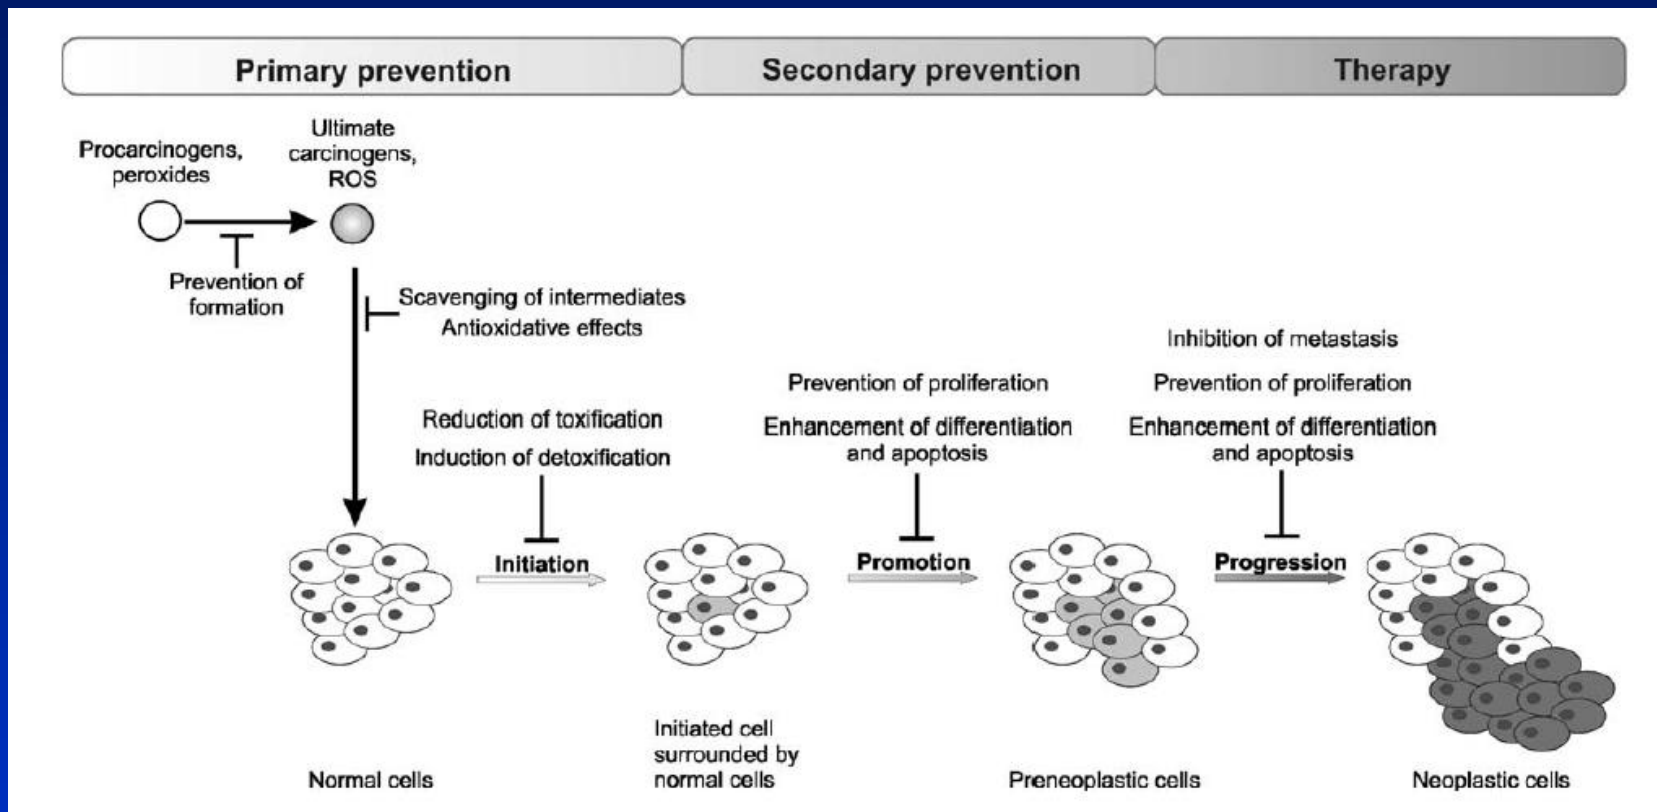 Primary prevention
Secondary prevention
Therapy
Procarcinogens,
peroxides
Ultimate
carcinogens,
ROS
Prevention of
formation
Scavenging of intermediates
Antioxidative effects
Reduction of toxification
Induction of detoxification
Prevention of proliferation
Enhancement of differentiation
and apoptosis
Inhibition of metastasis
Prevention of proliferation
Enhancement of differentiation
and apoptosis
Initiation
Promotion
Progression
Normal cells
Initiated cell
surrounded by
normal cells
Preneoplastic cells
Neoplastic cells